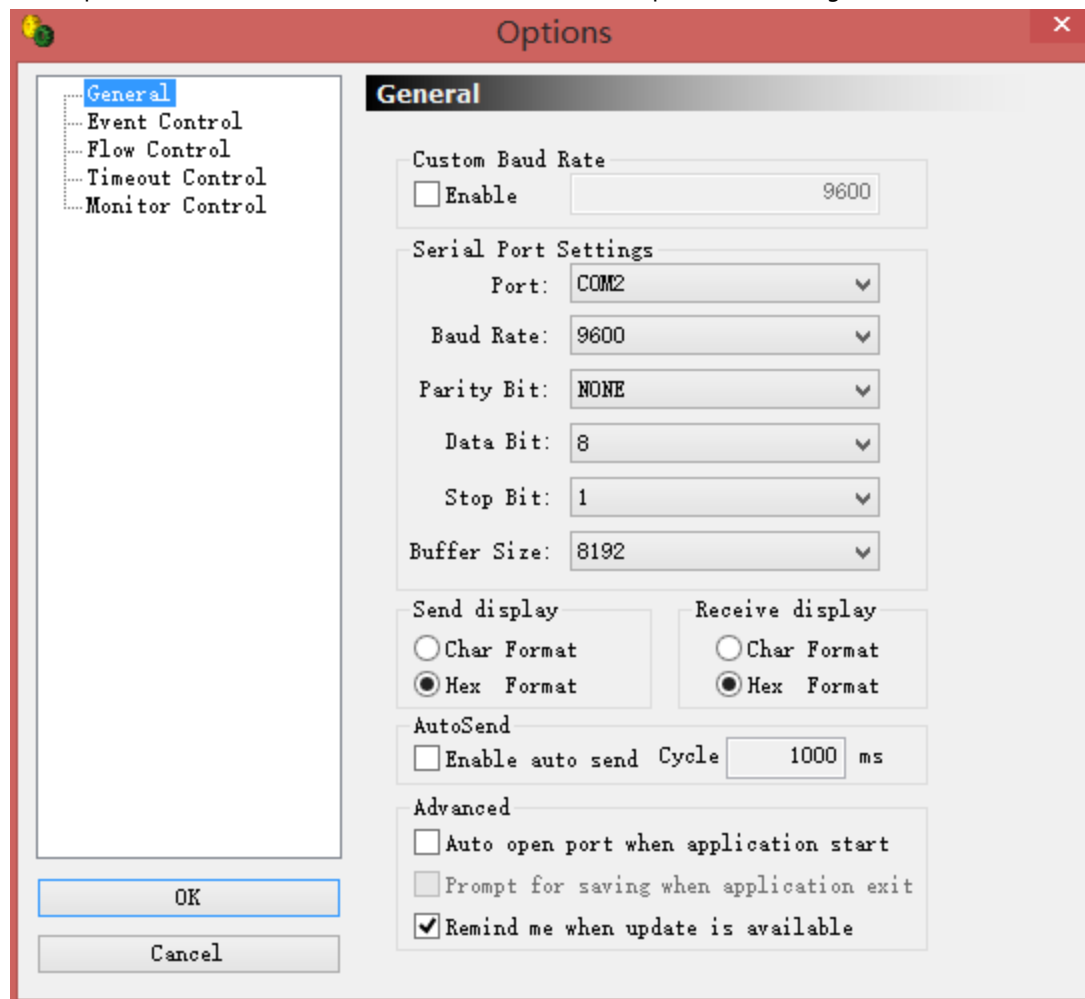 Options
General
Event Control
Flow Control
Timeout Control
Monitor Control
OK
Cancel
General
Custom Baud Rate
Enable 9600
Serial Port Settings
Port: COM2
Baud Rate: 9600
Parity Bit: NONE
Data Bit: 8
Stop Bit: 1
Buffer Size: 8192
Send display
Char Format
Hex Format
Receive display
Char Format
Hex Format
AutoSend
Enable auto send Cycle 1000 ms
Advanced
Auto open port when application start
Prompt for saving when application exit
Remind me when update is available